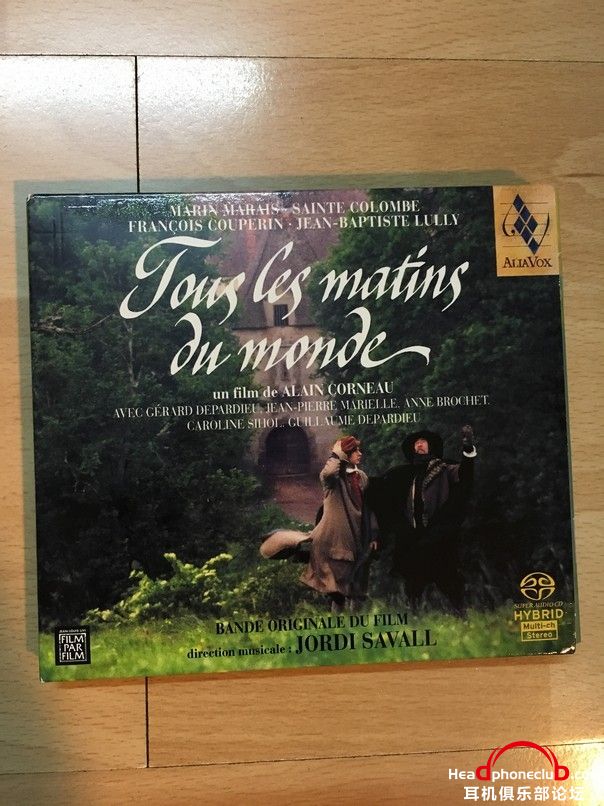 MARIN MARAIS · SAINTE COLOMBE
FRANÇOIS COUPERIN · JEAN-BAPTISTE LULLY
ALIAVOX
Tous les matins
du monde
un film de ALAIN CORNEAU
AVEC GÉRARD DEPARDIEU, JEAN-PIERRE MARIELLE, ANNE BROCHET,
CAROLINE SIHOL, GUILLAUME DEPARDIEU
SUPER AUDIO CD
HYBRID
Multi-ch
Stereo
BANDE ORIGINALE DU FILM
direction musicale : JORDI SAVALL
FILM
PAR
FILM
HeadphonecluD.com
耳机俱乐部论坛